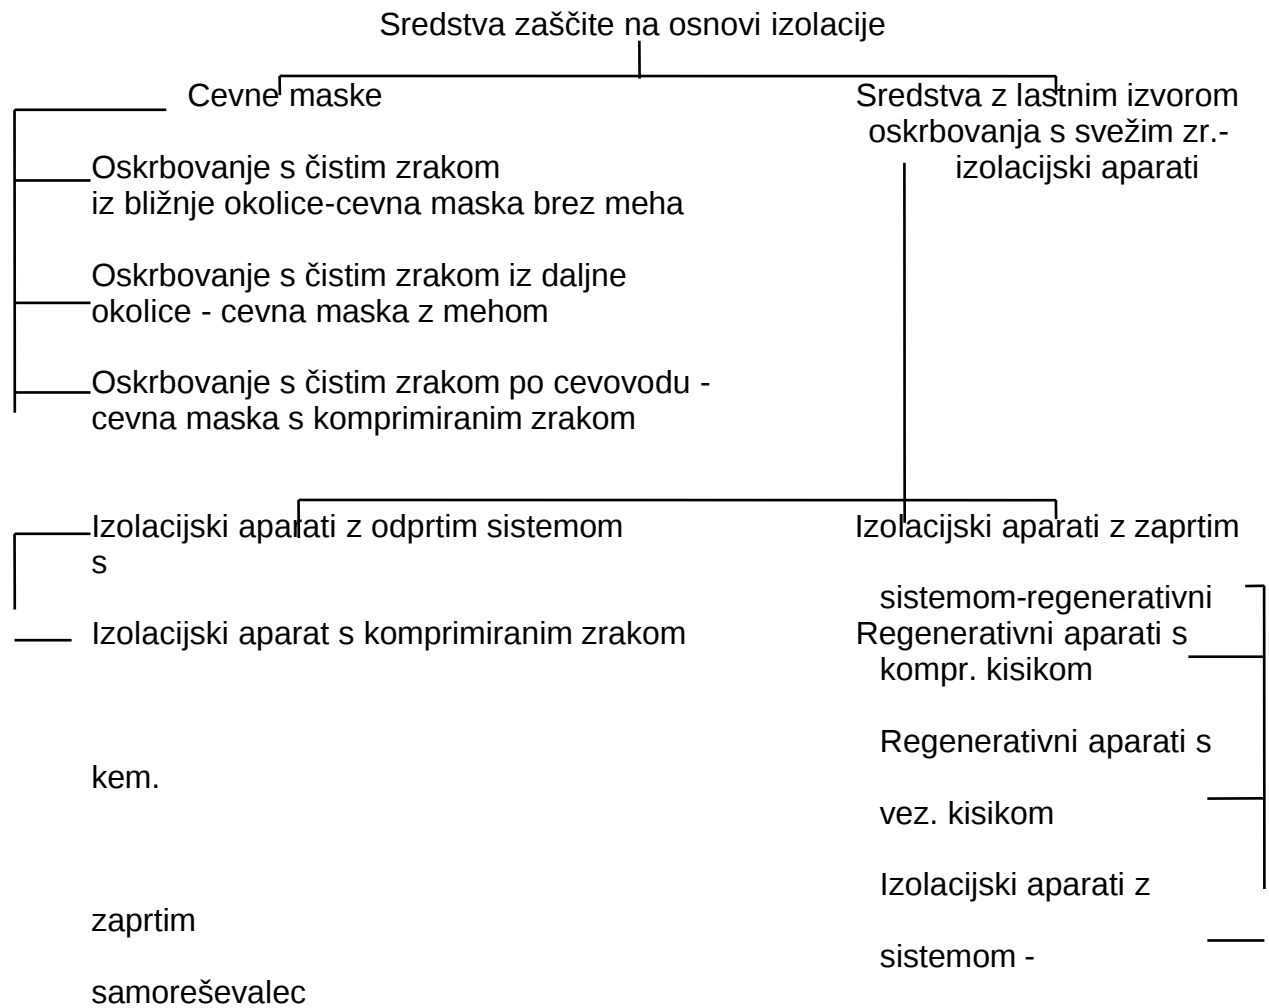 Sredstva zaščite na osnovi izolacije
Cevne maske
Sredstva z lastnim izvorom
oskrbovanja s svežim zr.-
izolacijski aparati
Oskrbovanje s čistim zrakom
iz bližnje okolice-cevna maska brez meha
Oskrbovanje s čistim zrakom iz daljne
okolice - cevna maska z mehom
Oskrbovanje s čistim zrakom po cevovodu -
cevna maska s komprimiranim zrakom
Izolacijski aparati z odprtim sistemom
s
Izolacijski aparat s komprimiranim zrakom
Izolacijski aparati z zaprtim
sistemom-regenerativni
Regenerativni aparati s
kompr. kisikom
Regenerativni aparati s
kem.
vez. kisikom
Izolacijski aparati z
zaprtim
sistemom -
samoreševalec